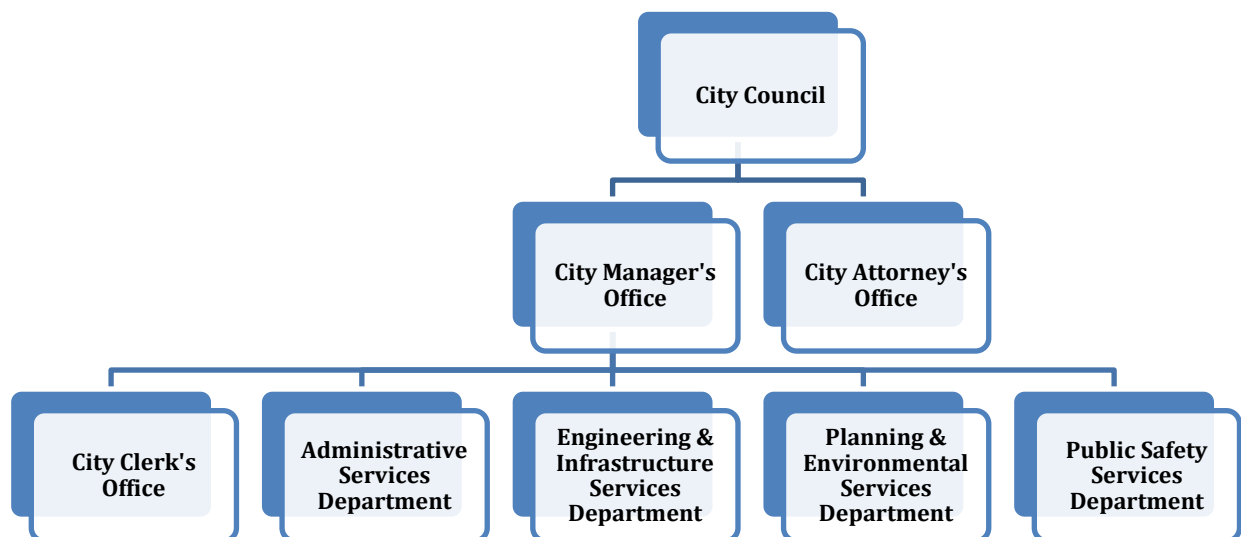 City Council
City Manager's
Office
City Attorney's
Office
City Clerk's
Office
Administrative
Services
Department
Engineering &
Infrastructure
Services
Department
Planning &
Environmental
Services
Department
Public Safety
Services
Department